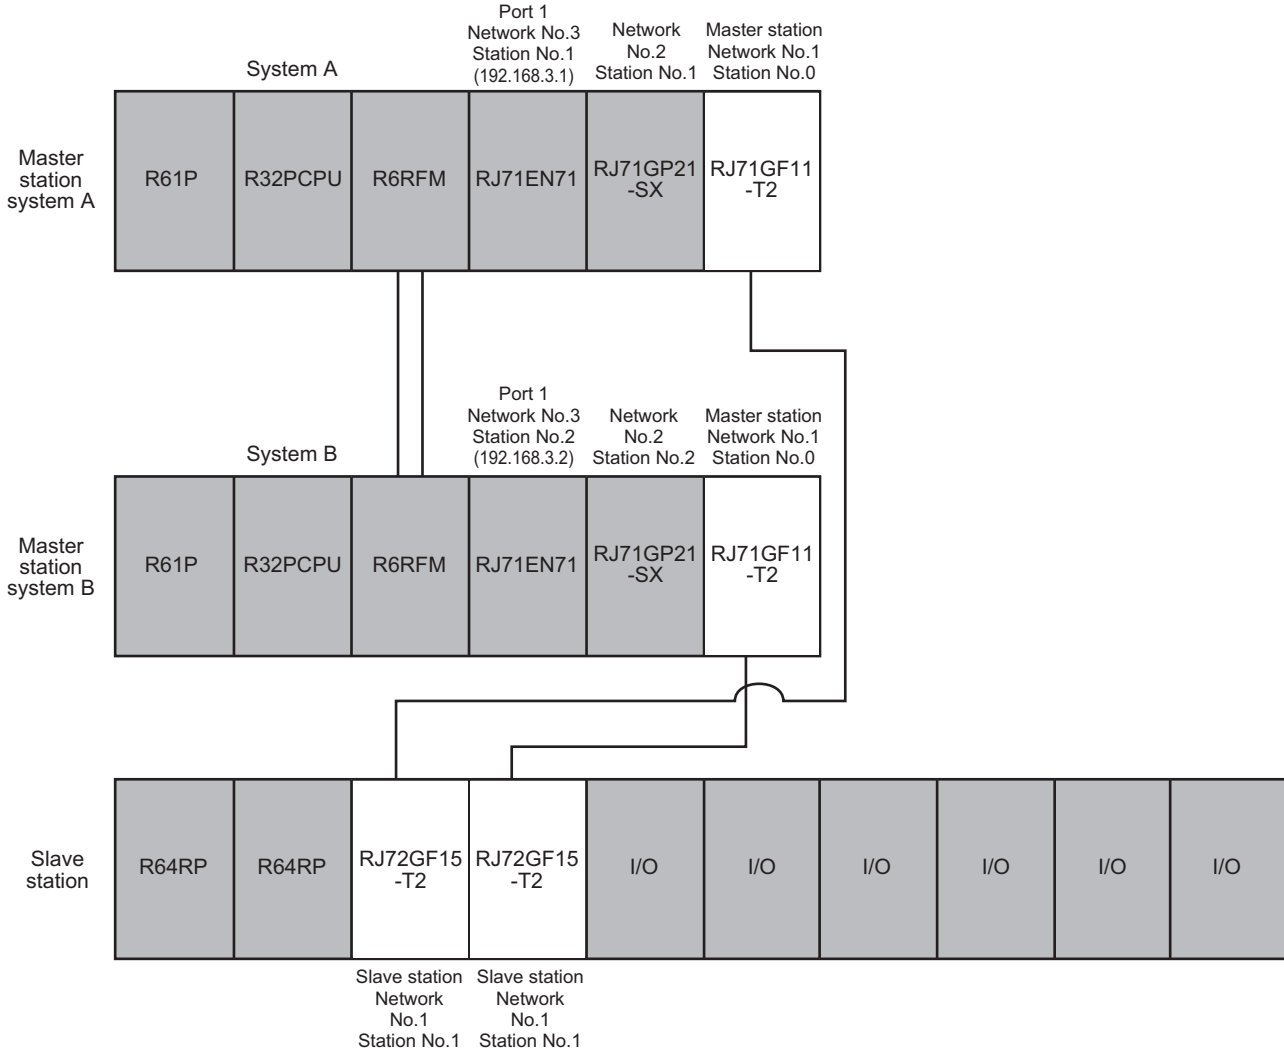 Port 1
Network No.3
Station No.1
(192.168.3.1)
Network
No.2
Station No.1
Master station
Network No.1
Station No.0
System A
Master
station
system A
R61P
R32PCPU
R6RFM
RJ71EN71
RJ71GP21
-SX
RJ71GF11
-T2
Port 1
Network No.3
Station No.2
(192.168.3.2)
Network
No.2
Station No.2
Master station
Network No.1
Station No.0
System B
Master
station
system B
R61P
R32PCPU
R6RFM
RJ71EN71
RJ71GP21
-SX
RJ71GF11
-T2
Slave
station
R64RP
R64RP
RJ72GF15
-T2
RJ72GF15
-T2
I/O
I/O
I/O
I/O
I/O
I/O
Slave station
Network
No.1
Station No.1
Slave station
Network
No.1
Station No.1